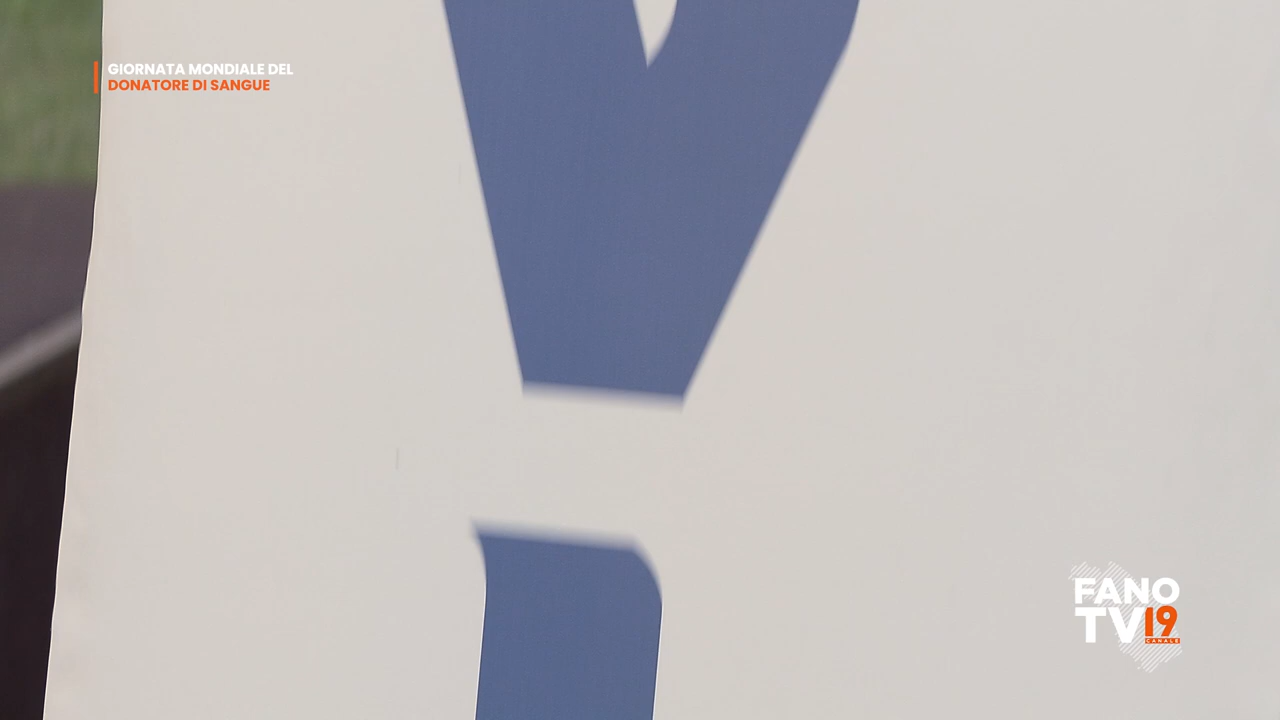 GIORNATA MONDIALE DEL
DONATORE DI SANGUE
FANO
TV19
CANALE